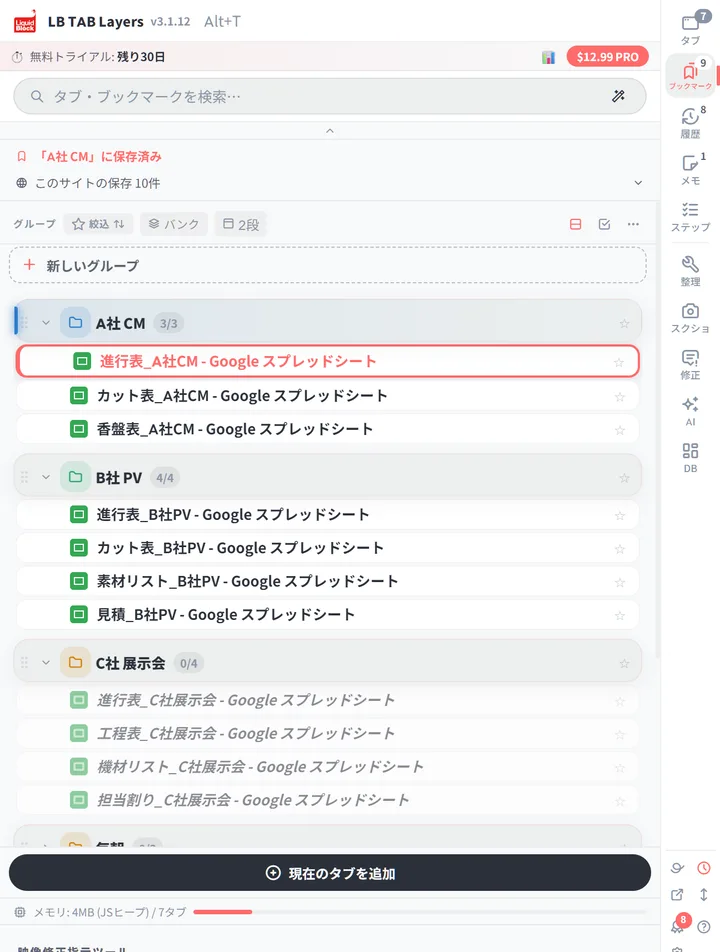 Liquid Block LB TAB Layers v3.1.12 Alt+T
無料トライアル: 残り30日
$12.99 PRO
タブ・ブックマークを検索…
「A社 CM」に保存済み
このサイトの保存 10件
グループ 絞込 バンク 2段
新しいグループ
A社 CM 3/3
進行表_A社CM - Google スプレッドシート
カット表_A社CM - Google スプレッドシート
香盤表_A社CM - Google スプレッドシート
B社 PV 4/4
進行表_B社PV - Google スプレッドシート
カット表_B社PV - Google スプレッドシート
素材リスト_B社PV - Google スプレッドシート
見積_B社PV - Google スプレッドシート
C社 展示会 0/4
進行表_C社展示会 - Google スプレッドシート
工程表_C社展示会 - Google スプレッドシート
機材リスト_C社展示会 - Google スプレッドシート
担当割り_C社展示会 - Google スプレッドシート
現在のタブを追加
メモリ: 4MB (JSヒープ) / 7タブ
映像修正指示ツール
7
タブ
9
ブックマーク
8
履歴
1
メモ
ステップ
整理
スクショ
修正
AI
DB
8